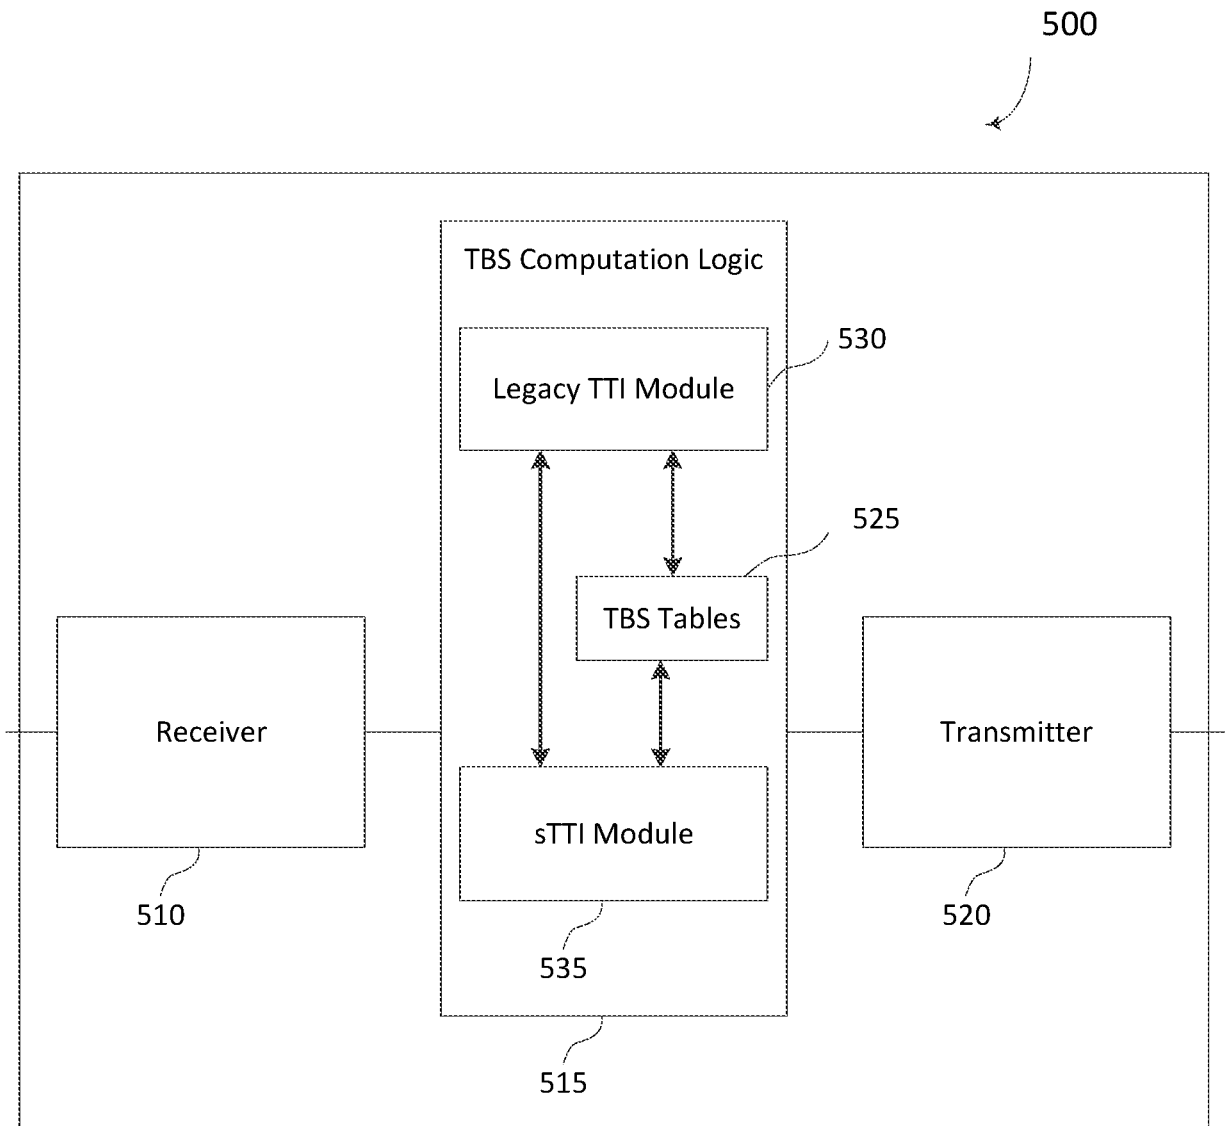 500
TBS Computation Logic
530
Legacy TTI Module
525
TBS Tables
Receiver
Transmitter
sTTI Module
510
520
535
515